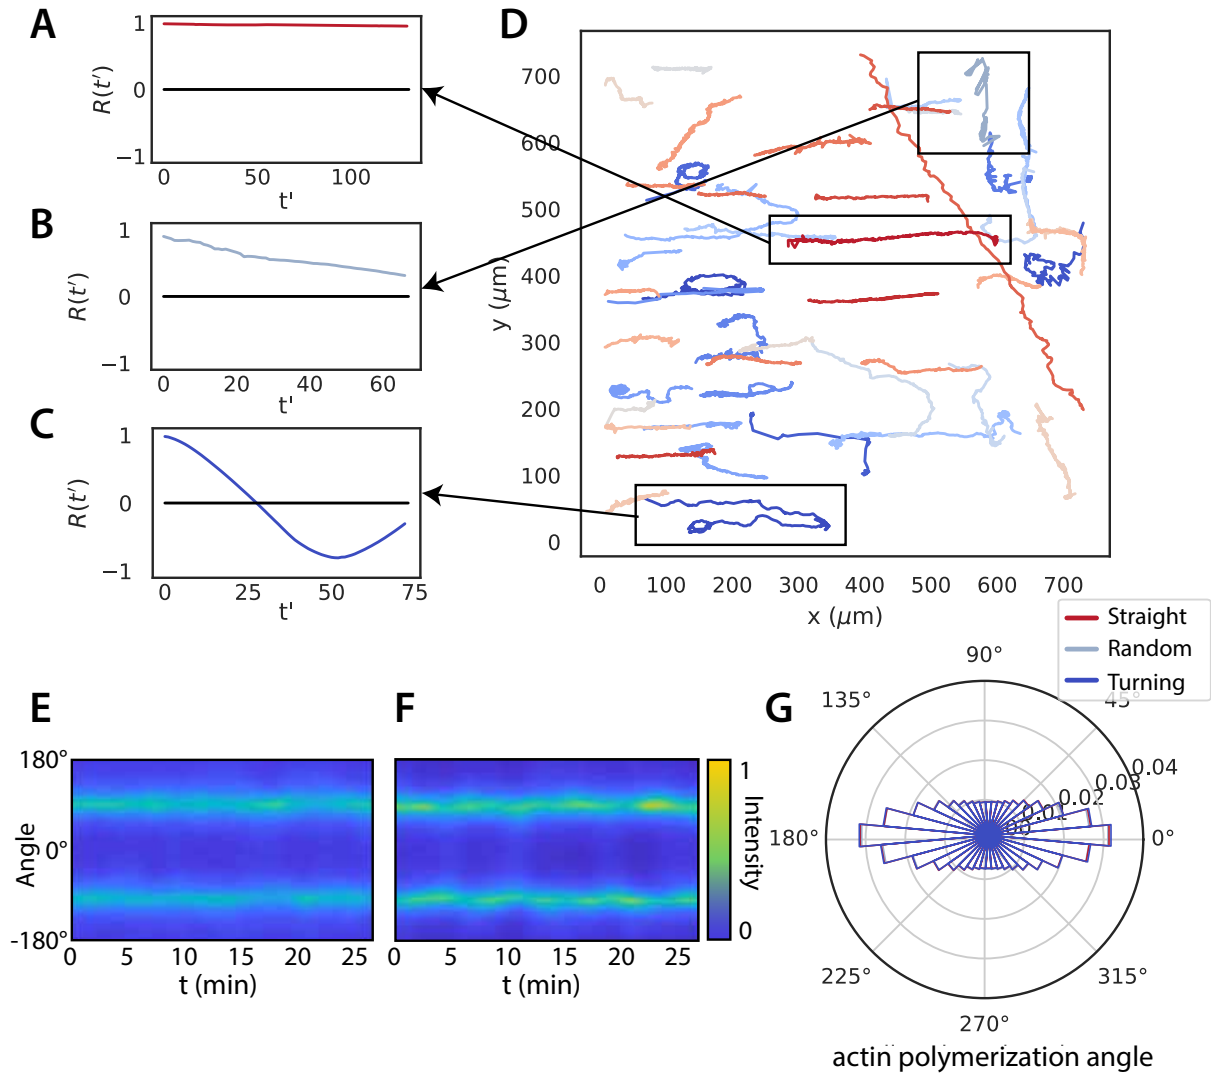 A
1
0
−1
R(t′)
0 50 100
t'
B
1
0
−1
R(t′)
0 20 40 60
t'
C
1
0
−1
R(t′)
0 25 50 75
t'
D
700
600
500
400
300
200
100
0
y (μm)
0 100 200 300 400 500 600 700
x (μm)
Straight
Random
Turning
E
180°
0°
-180°
Angle
0 5 10 15 20 25
t (min)
F
0 5 10 15 20 25
t (min)
1
0
Intensity
G
90°
135°
45°
180°
0°
225°
315°
270°
0.01
0.02
0.03
0.04
actin polymerization angle